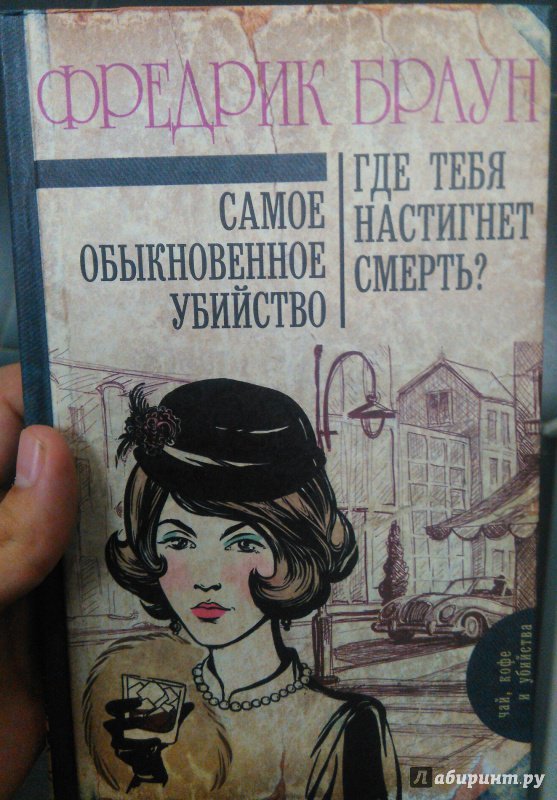 ФРЕДРИК БРАУН
САМОЕ
ОБЫКНОВЕННОЕ
УБИЙСТВО
ГДЕ ТЕБЯ
НАСТИГНЕТ
СМЕРТЬ?
чай, кофе
и убийства
Лабиринт.ру